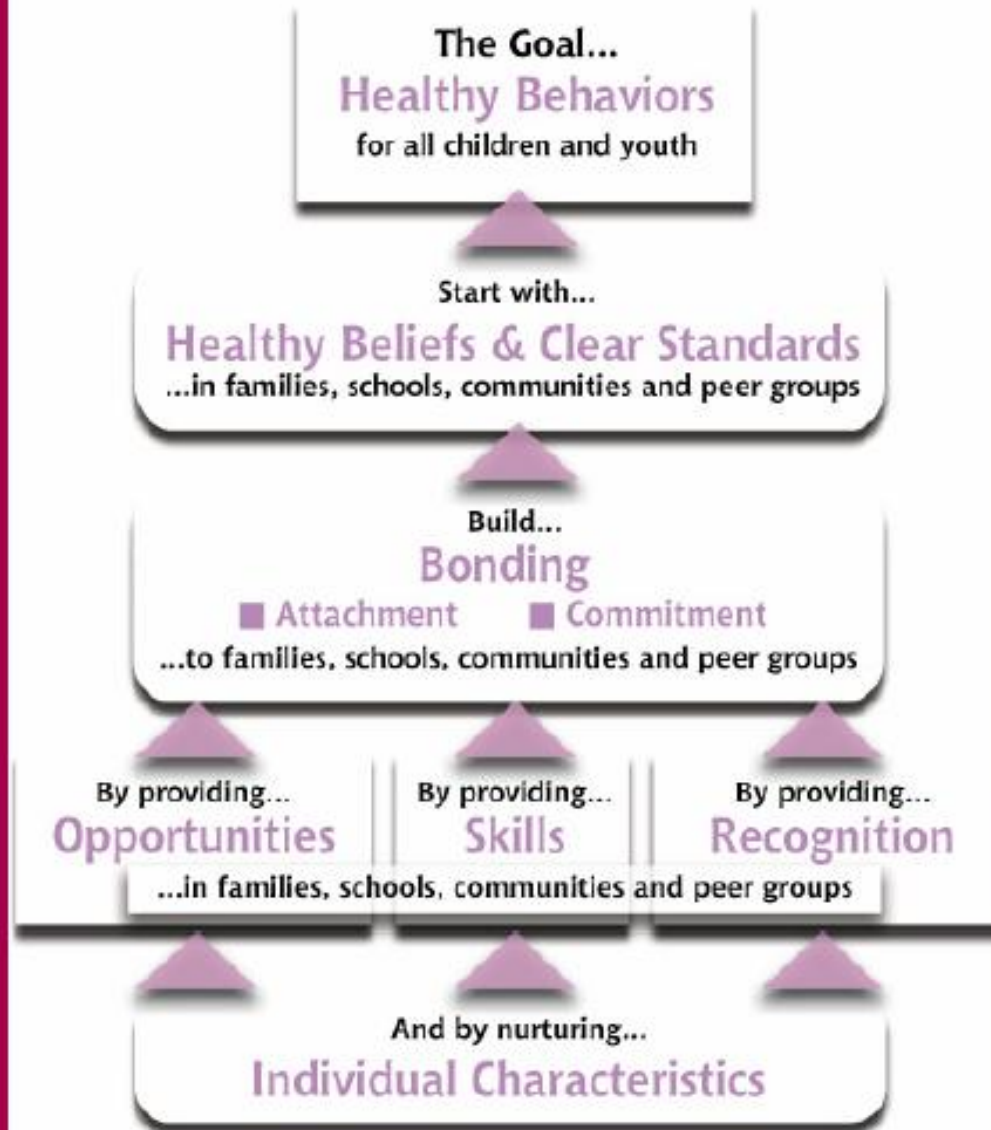 The Goal...
Healthy Behaviors
for all children and youth
Start with...
Healthy Beliefs & Clear Standards
...in families, schools, communities and peer groups
Build...
Bonding
Attachment
Commitment
...to families, schools, communities and peer groups
By providing...
Opportunities
By providing...
Skills
By providing...
Recognition
...in families, schools, communities and peer groups
And by nurturing...
Individual Characteristics